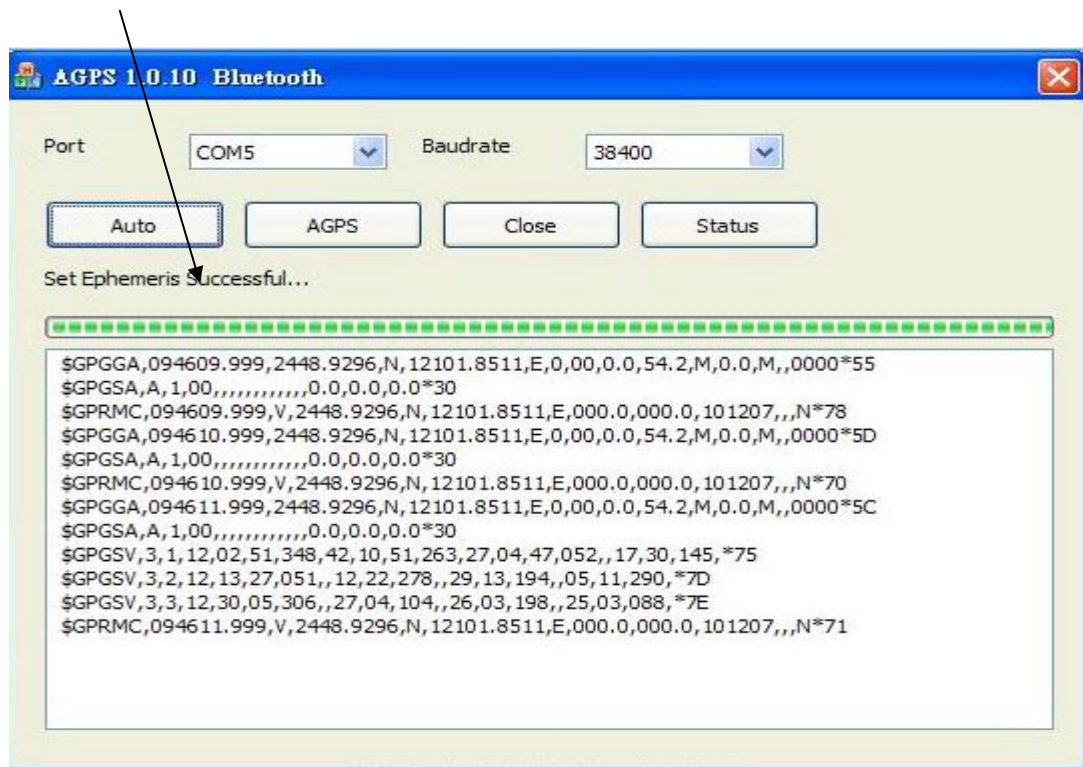 AGPS 1.0.10 Bluetooth
Port COM5 Baudrate 38400
Auto AGPS Close Status
Set Ephemeris Successful...
$GPGGA,094609.999,2448.9296,N,12101.8511,E,0,00,0.0,54.2,M,0.0,M,,0000*55
$GPGSA,A,1,00,,,,,,,,,,,,0.0,0.0,0.0*30
$GPRMC,094609.999,V,2448.9296,N,12101.8511,E,000.0,000.0,101207,,,N*78
$GPGGA,094610.999,2448.9296,N,12101.8511,E,0,00,0.0,54.2,M,0.0,M,,0000*5D
$GPGSA,A,1,00,,,,,,,,,,,,0.0,0.0,0.0*30
$GPRMC,094610.999,V,2448.9296,N,12101.8511,E,000.0,000.0,101207,,,N*70
$GPGGA,094611.999,2448.9296,N,12101.8511,E,0,00,0.0,54.2,M,0.0,M,,0000*5C
$GPGSA,A,1,00,,,,,,,,,,,,0.0,0.0,0.0*30
$GPGSV,3,1,12,02,51,348,42,10,51,263,27,04,47,052,,17,30,145,*75
$GPGSV,3,2,12,13,27,051,,12,22,278,,29,13,194,,05,11,290,*7D
$GPGSV,3,3,12,30,05,306,,27,04,104,,26,03,198,,25,03,088,*7E
$GPRMC,094611.999,V,2448.9296,N,12101.8511,E,000.0,000.0,101207,,,N*71